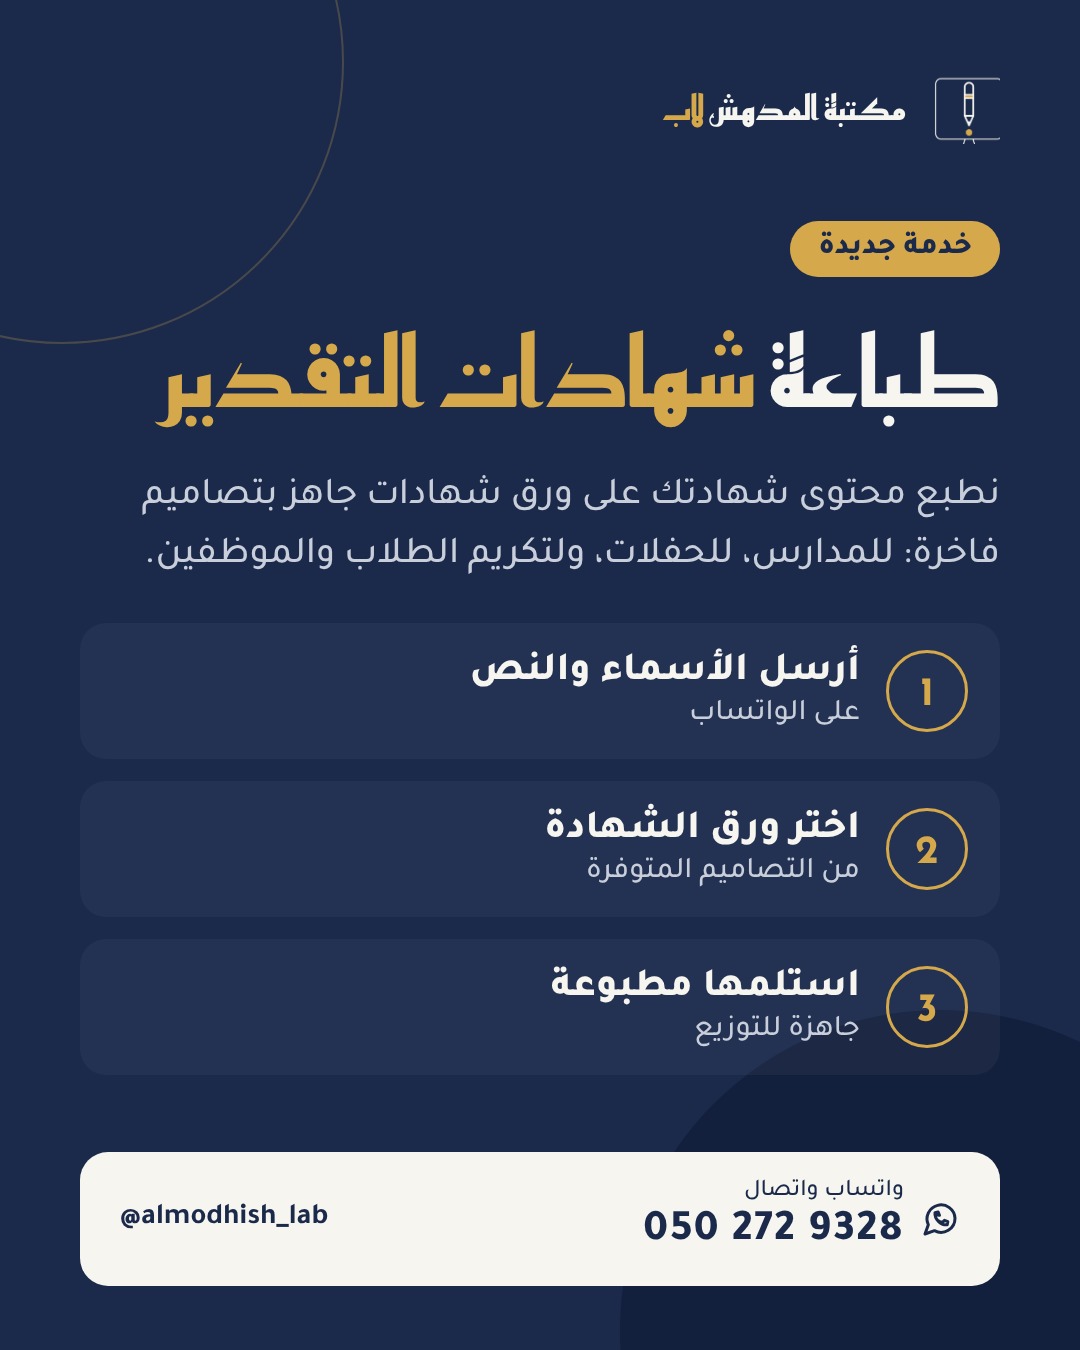 مكتبة المدهش لاب
خدمة جديدة
طباعة شهادات التقدير
نطبع محتوى شهادتك على ورق شهادات جاهز بتصاميم
فاخرة: للمدارس، للحفلات، ولتكريم الطلاب والموظفين.
1
أرسل الأسماء والنص
على الواتساب
2
اختر ورق الشهادة
من التصاميم المتوفرة
3
استلمها مطبوعة
جاهزة للتوزيع
واتساب واتصال
050 272 9328
@almodhish_lab